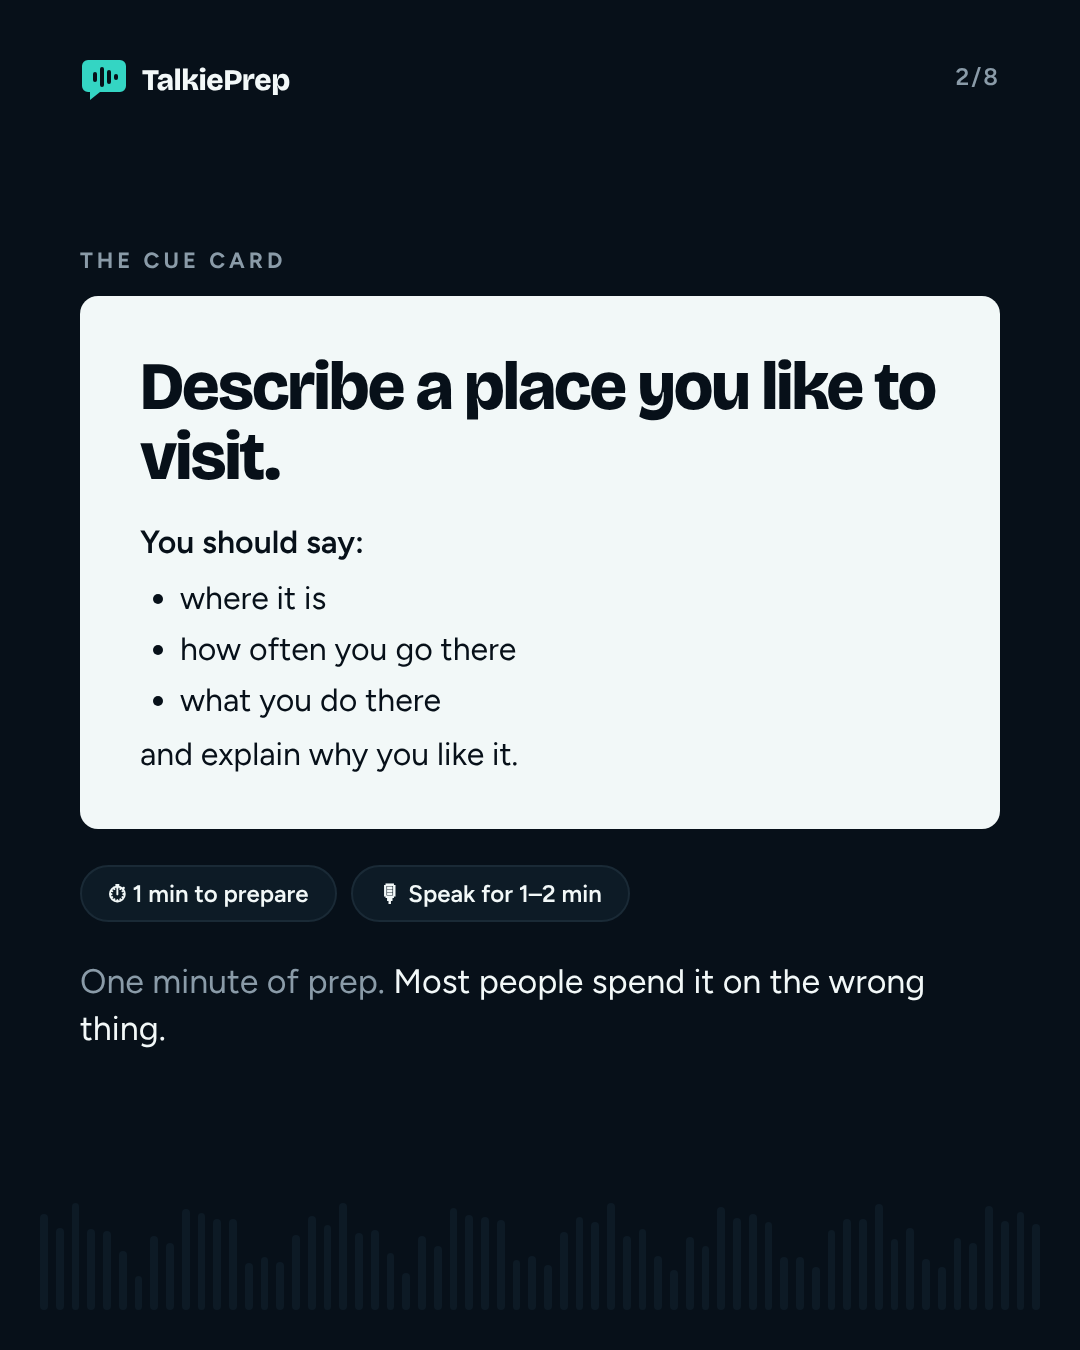 TalkiePrep
2/8
THE CUE CARD
Describe a place you like to
visit.
You should say:
• where it is
• how often you go there
• what you do there
and explain why you like it.
⏱ 1 min to prepare
🎙 Speak for 1–2 min
One minute of prep. Most people spend it on the wrong
thing.